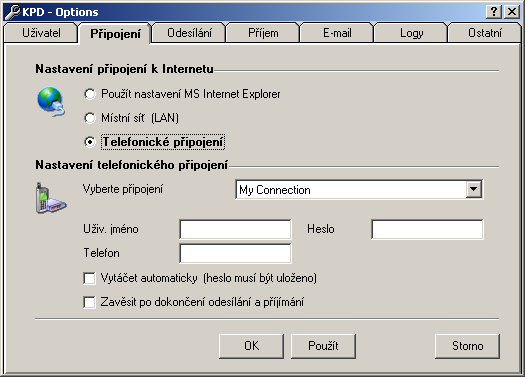 KPD - Options
Uživatel Připojení Odesílání Příjem E-mail Logy Ostatní
Nastavení připojení k Internetu
Použít nastavení MS Internet Explorer
Místní síť (LAN)
Telefonické připojení
Nastavení telefonického připojení
Vyberte připojení My Connection
Uživ. jméno Heslo
Telefon
Vytáčet automaticky (heslo musí být uloženo)
Zavěsit po dokončení odesílání a příjímání
OK Použít Storno